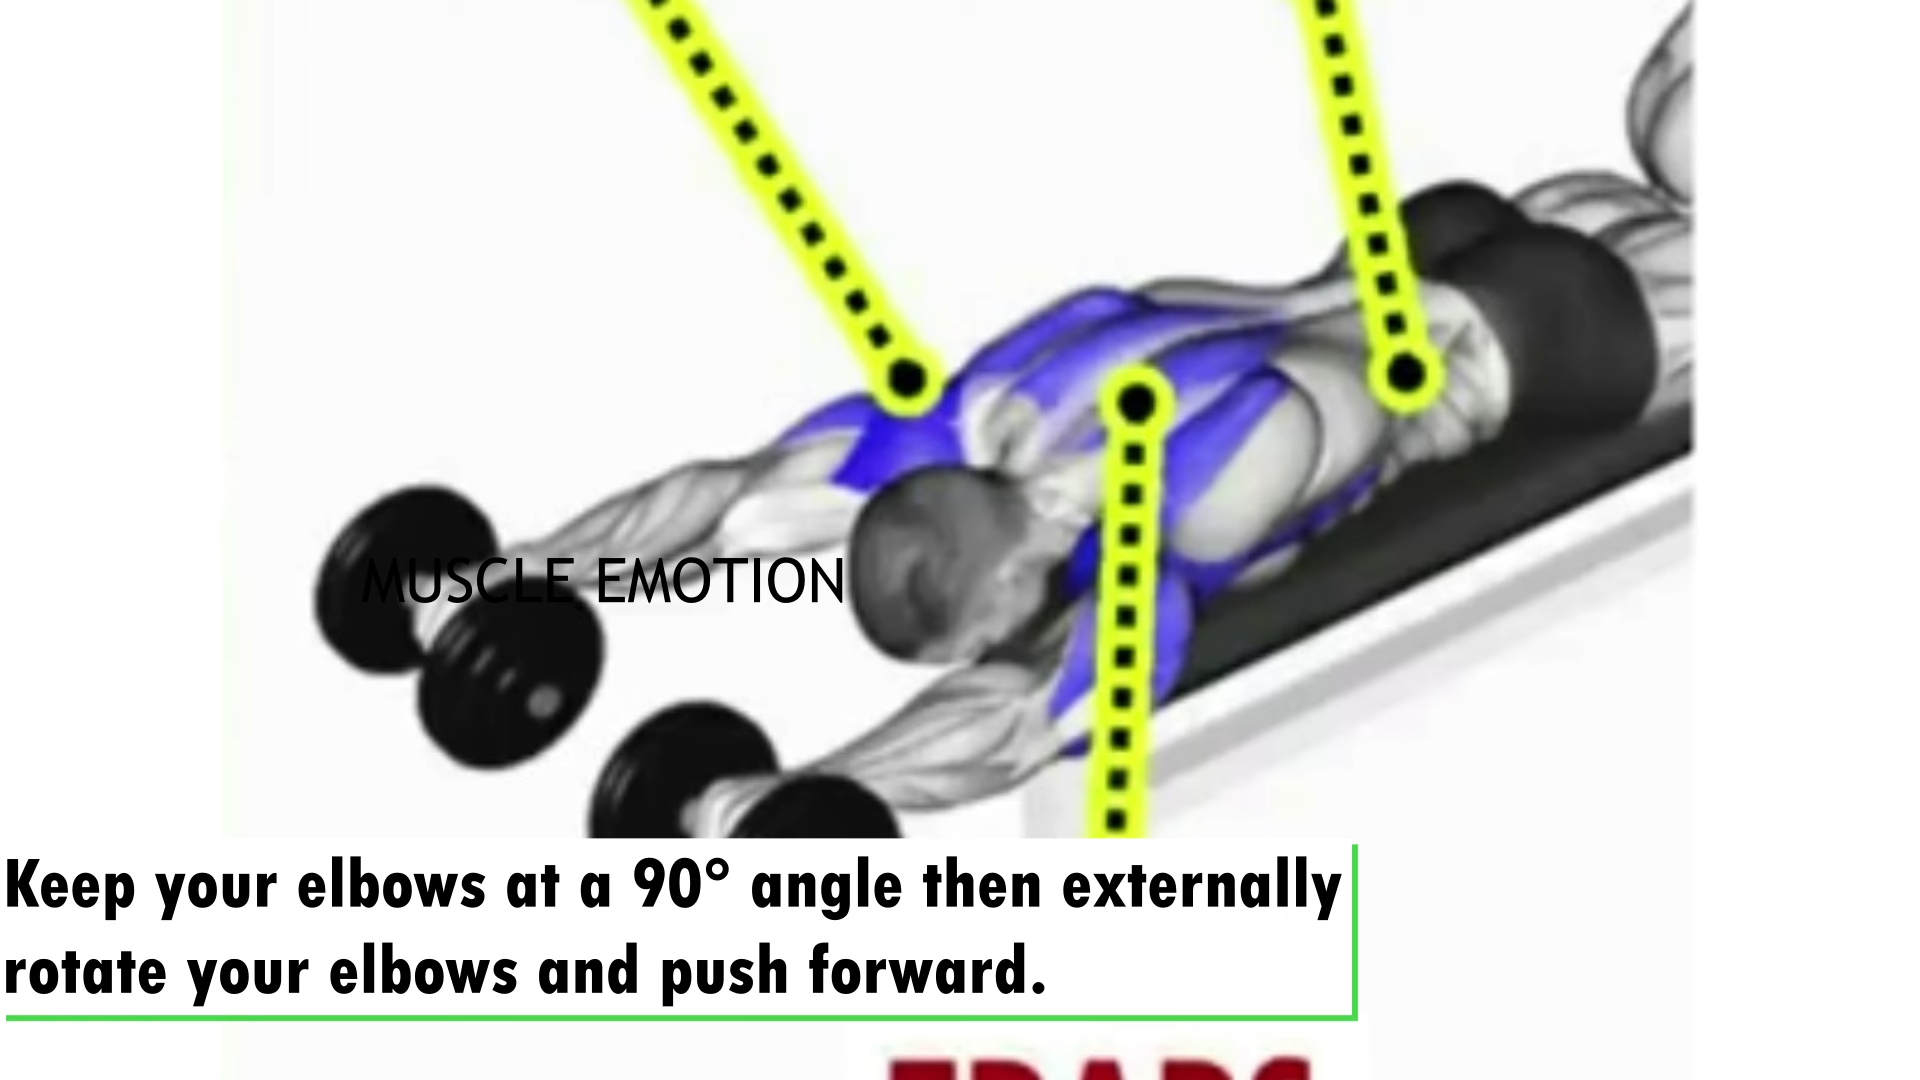 MUSCLE EMOTION
Keep your elbows at a 90° angle then externally
rotate your elbows and push forward.